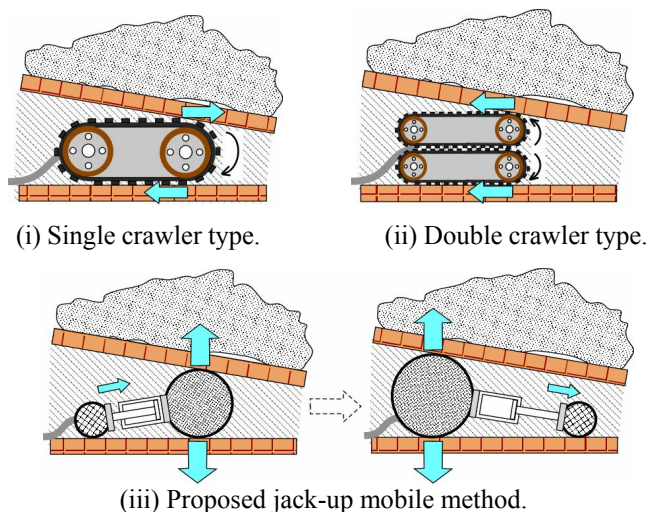 (i) Single crawler type.
(ii) Double crawler type.
(iii) Proposed jack-up mobile method.